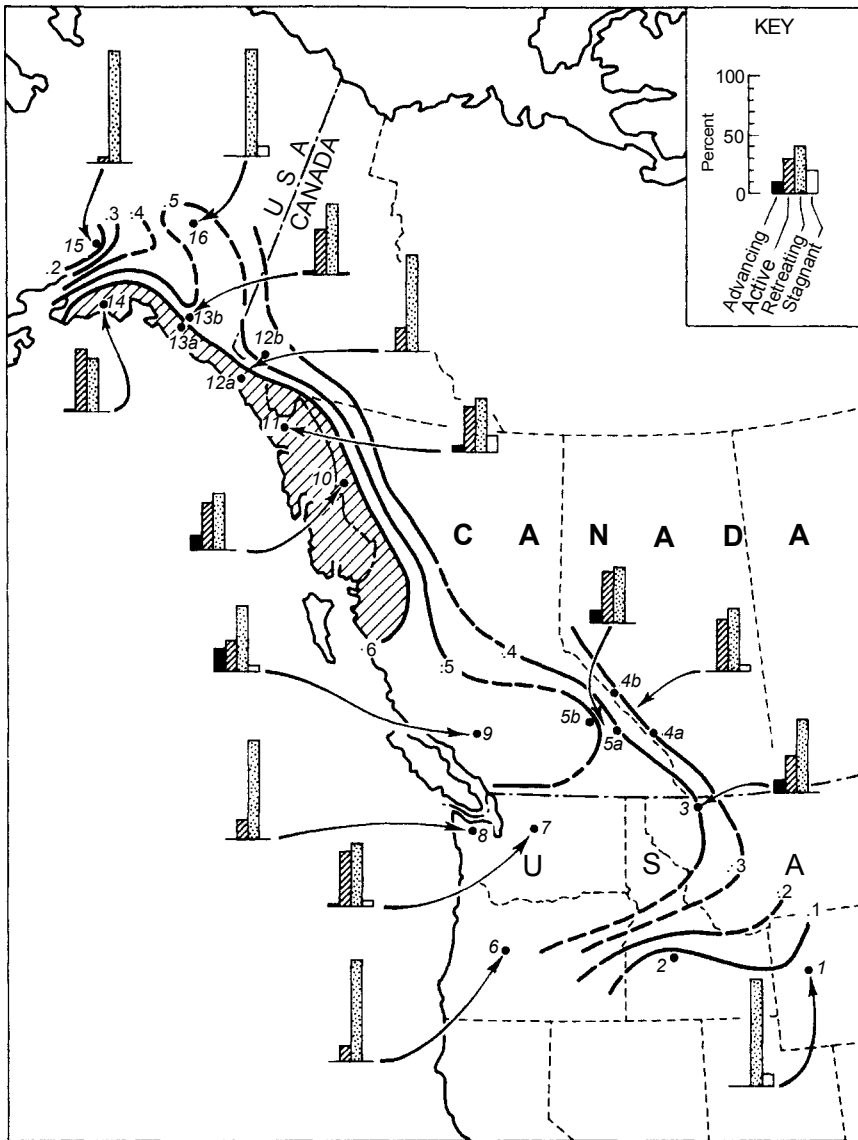 KEY
100
50
0
Percent
Advancing
Active
Retreating
Stagnant
U S A
CANADA
.5
.3
.4
16
15
.2
14
13b
13a
12b
12a
11
10
C A N A D A
.6
.5
.4
4b
5b
5a
4a
9
3
8
7
U S A
.3
.2
.1
6
2
1